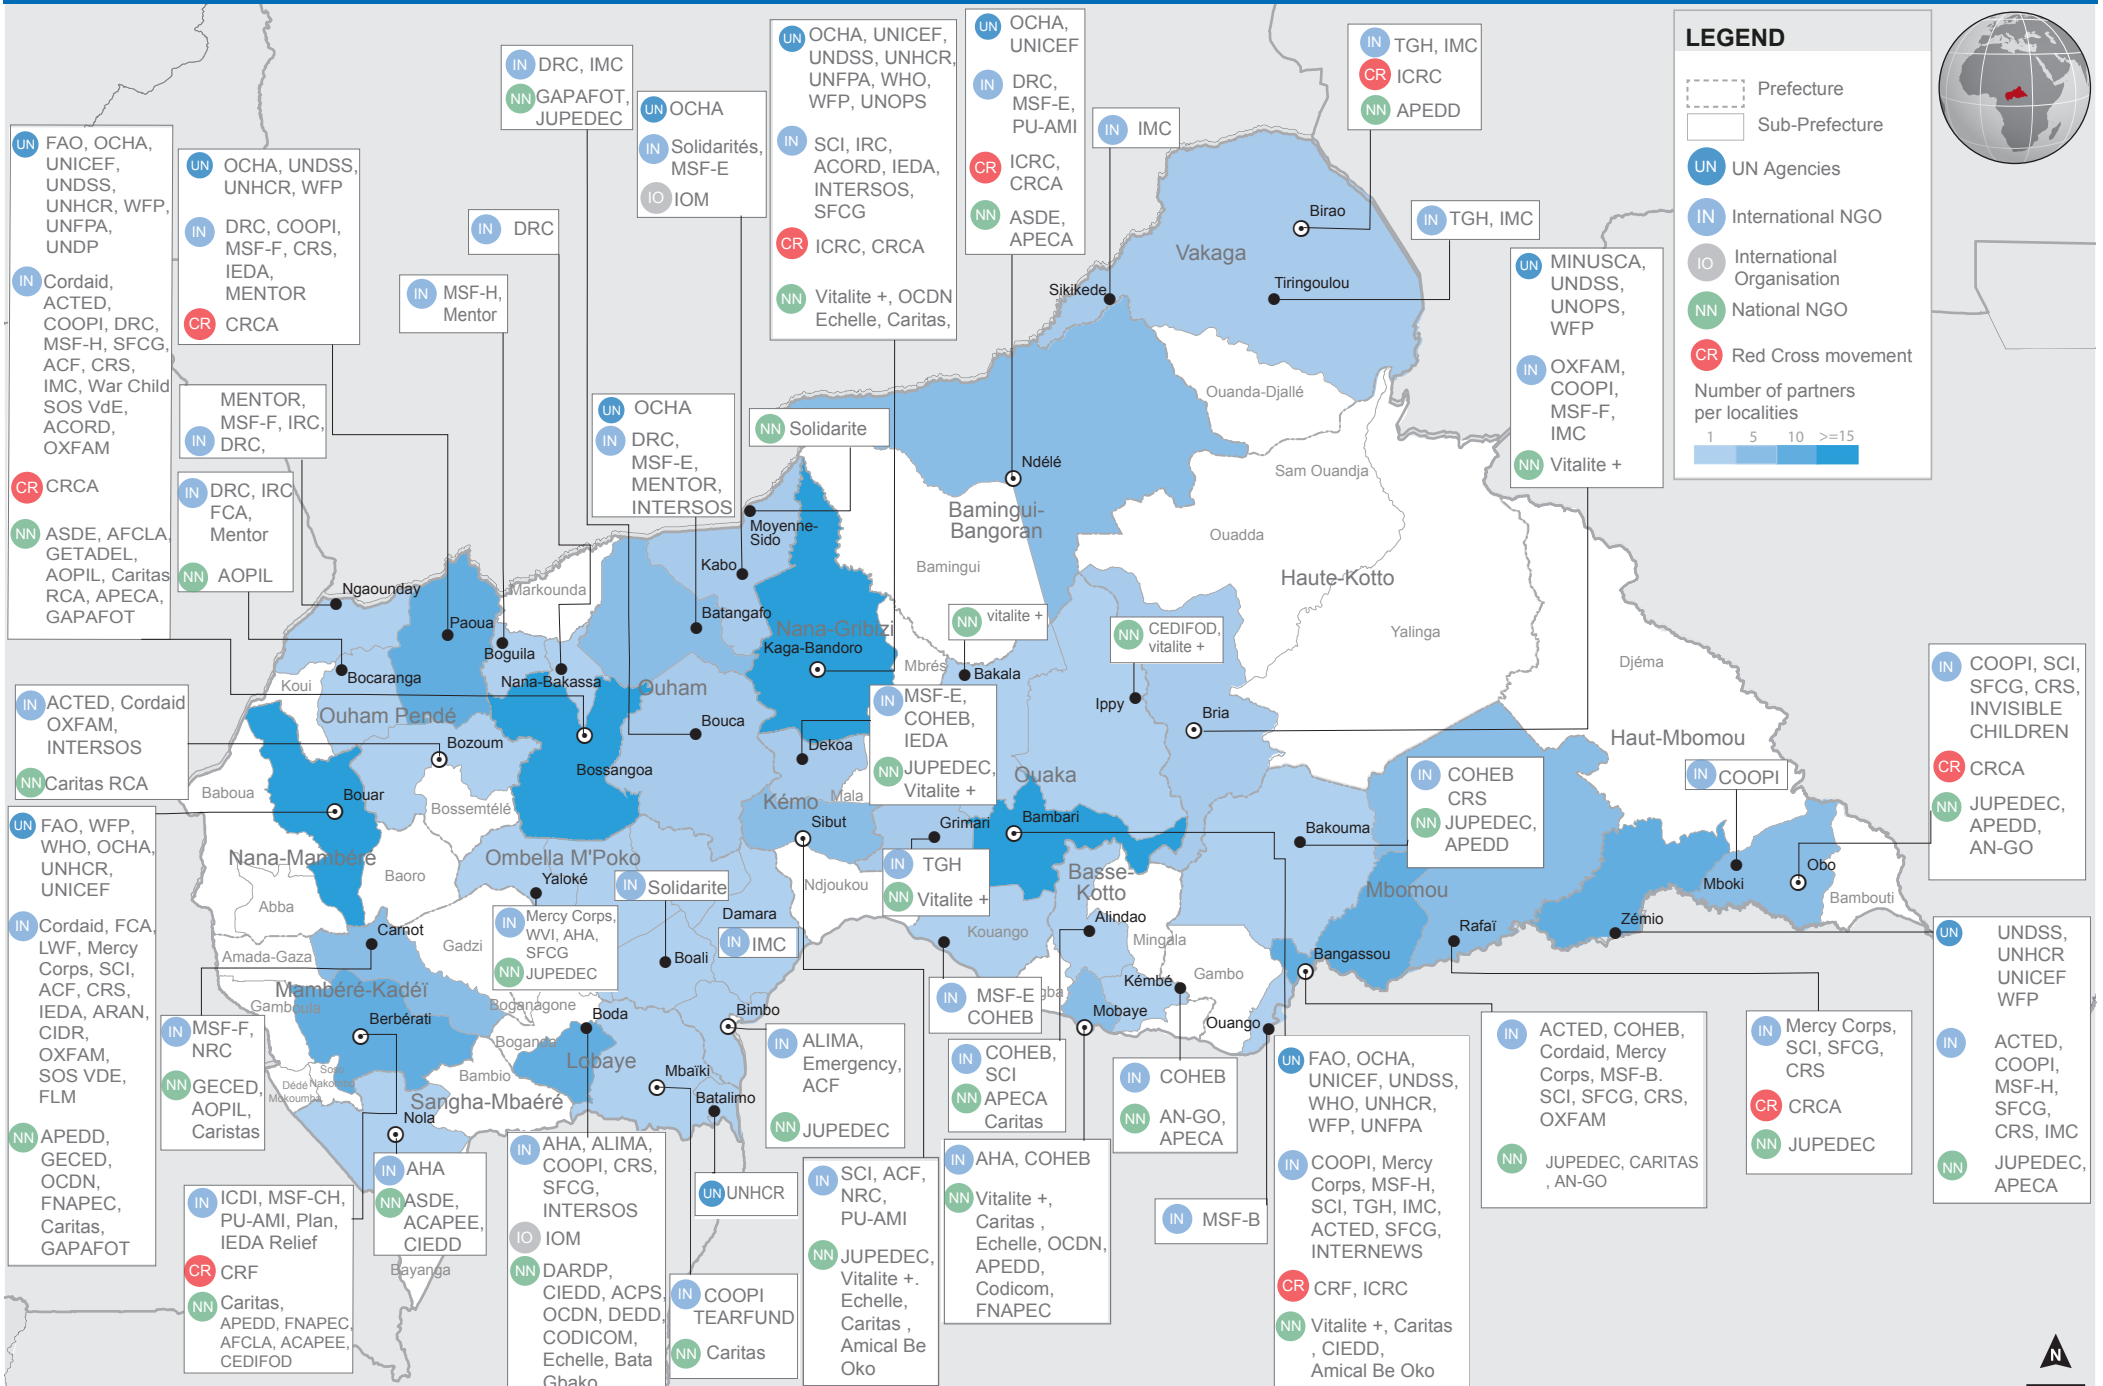 FAO, OCHA,
UNICEF,
UNDSS,
UNHCR, WFP,
UNFPA,
UNDP
Cordaid,
ACTED,
COOPI, DRC,
MSF-H, SFCG,
ACF, CRS,
IMC, War Child
SOS VdE,
ACORD,
OXFAM
CRCA
ASDE, AFCLA,
GETADEL,
AOPIL, Caritas
RCA, APECA,
GAPAFOT
UN
IN
CR
NN
UN OCHA, UNDSS,
UNHCR, WFP
IN DRC, COOPI,
MSF-F, CRS,
IEDA,
MENTOR
CR CRCA
MENTOR,
MSF-F, IRC,
IN DRC,
IN DRC, IRC
FCA,
Mentor
NN AOPIL
IN MSF-H,
Mentor
IN DRC
IN DRC, IMC
NN GAPAFOT,
JUPEDEC
UN OCHA
IN Solidarités,
MSF-E
IO IOM
UN OCHA
IN DRC,
MSF-E,
MENTOR,
INTERSOS
NN Solidarite
UN OCHA, UNICEF,
UNDSS, UNHCR,
UNFPA, WHO,
WFP, UNOPS
IN SCI, IRC,
ACORD, IEDA,
INTERSOS,
SFCG
CR ICRC, CRCA
NN Vitalite +, OCDN
Echelle, Caritas,
UN OCHA,
UNICEF
IN DRC,
MSF-E,
PU-AMI
CR ICRC,
CRCA
NN ASDE,
APECA
IN IMC
IN TGH, IMC
CR ICRC
NN APEDD
IN TGH, IMC
UN MINUSCA,
UNDSS,
UNOPS,
WFP
IN OXFAM,
COOPI,
MSF-F,
IMC
NN Vitalite +
LEGEND
Prefecture
Sub-Prefecture
UN UN Agencies
IN International NGO
IO International
Organisation
NN National NGO
CR Red Cross movement
Number of partners
per localities
1 5 10 >=15
Birao
Vakaga
Tiringoulou
Sikikede
Ouanda-Djallé
Sam Ouandja
Ndélé
Bamingui-
Bangoran
Ouadda
Bamingui
Haute-Kotto
Yalinga
Djéma
Moyenne-
Sido
Kabo
Batangafo
Nana-Gribizi
Kaga-Bandoro
Mbrés
Bakala
NN vitalite +
NN CEDIFOD,
vitalite +
Ippy
Bria
Ngaounday
Markounda
Paoua
Boguila
Nana-Bakassa
Bocaranga
Koui
Ouham Pendé
Ouham
Bouca
Bozoum
Bossangoa
Dekoa
Mala
Kémo
Sibut
Ouaka
Grimari
Bambari
Haut-Mbomou
Bakouma
Baboua
Bouar
Bossemtélé
Nana-Mambéré
Baoro
Abba
Ombella M'Poko
Yaloké
Ndjoukou
Damara
Boali
Basse-
Kotto
Alindao
Mingala
Kouango
Kémbé
Gambo
Mobaye
gba
Ouango
Mbomou
Bangassou
Rafaï
Zémio
Mboki
Obo
Bambouti
Carnot
Gadzi
Amada-Gaza
Mambéré-Kadéï
Gamboula
Berbérati
Boganagone
Boda
Boganda
Lobaye
Bambio
Bimbo
Mbaïki
Batalimo
Sosu
Nakombo
Dédé
Mokoumba
Sangha-Mbaéré
Nola
Bayanga
IN MSF-E,
COHEB,
IEDA
NN JUPEDEC,
Vitalite +
IN TGH
NN Vitalite +
IN COHEB
CRS
NN JUPEDEC,
APEDD
IN COOPI
IN COOPI, SCI,
SFCG, CRS,
INVISIBLE
CHILDREN
CR CRCA
NN JUPEDEC,
APEDD,
AN-GO
IN ACTED, Cordaid
OXFAM,
INTERSOS
NN Caritas RCA
UN FAO, WFP,
WHO, OCHA,
UNHCR,
UNICEF
IN Cordaid, FCA,
LWF, Mercy
Corps, SCI,
ACF, CRS,
IEDA, ARAN,
CIDR,
OXFAM,
SOS VDE,
FLM
NN APEDD,
GECED,
OCDN,
FNAPEC,
Caritas,
GAPAFOT
IN MSF-F,
NRC
NN GECED,
AOPIL,
Caristas
IN ICDI, MSF-CH,
PU-AMI, Plan,
IEDA Relief
CR CRF
NN Caritas,
APEDD, FNAPEC,
AFCLA, ACAPEE,
CEDIFOD
IN AHA
NN ASDE,
ACAPEE,
CIEDD
IN Mercy Corps,
WVI, AHA,
SFCG
NN JUPEDEC
IN Solidarite
IN IMC
IN AHA, ALIMA,
COOPI, CRS,
SFCG,
INTERSOS
IO IOM
NN DARDP,
CIEDD, ACPS,
OCDN, DEDD,
CODICOM,
Echelle, Bata
Gbako
IN COOPI
TEARFUND
NN Caritas
UN UNHCR
IN ALIMA,
Emergency,
ACF
NN JUPEDEC
IN SCI, ACF,
NRC,
PU-AMI
NN JUPEDEC,
Vitalite +.
Echelle,
Caritas ,
Amical Be
Oko
IN MSF-E
COHEB
IN COHEB,
SCI
NN APECA
Caritas
IN AHA, COHEB
NN Vitalite +,
Caritas ,
Echelle, OCDN,
APEDD,
Codicom,
FNAPEC
IN COHEB
NN AN-GO,
APECA
IN MSF-B
UN FAO, OCHA,
UNICEF, UNDSS,
WHO, UNHCR,
WFP, UNFPA
IN COOPI, Mercy
Corps, MSF-H,
SCI, TGH, IMC,
ACTED, SFCG,
INTERNEWS
CR CRF, ICRC
NN Vitalite +, Caritas
, CIEDD,
Amical Be Oko
IN ACTED, COHEB,
Cordaid, Mercy
Corps, MSF-B.
SCI, SFCG, CRS,
OXFAM
NN JUPEDEC, CARITAS
, AN-GO
IN Mercy Corps,
SCI, SFCG,
CRS
CR CRCA
NN JUPEDEC
UN UNDSS,
UNHCR
UNICEF
WFP
IN ACTED,
COOPI,
MSF-H,
SFCG,
CRS, IMC
NN JUPEDEC,
APECA
N